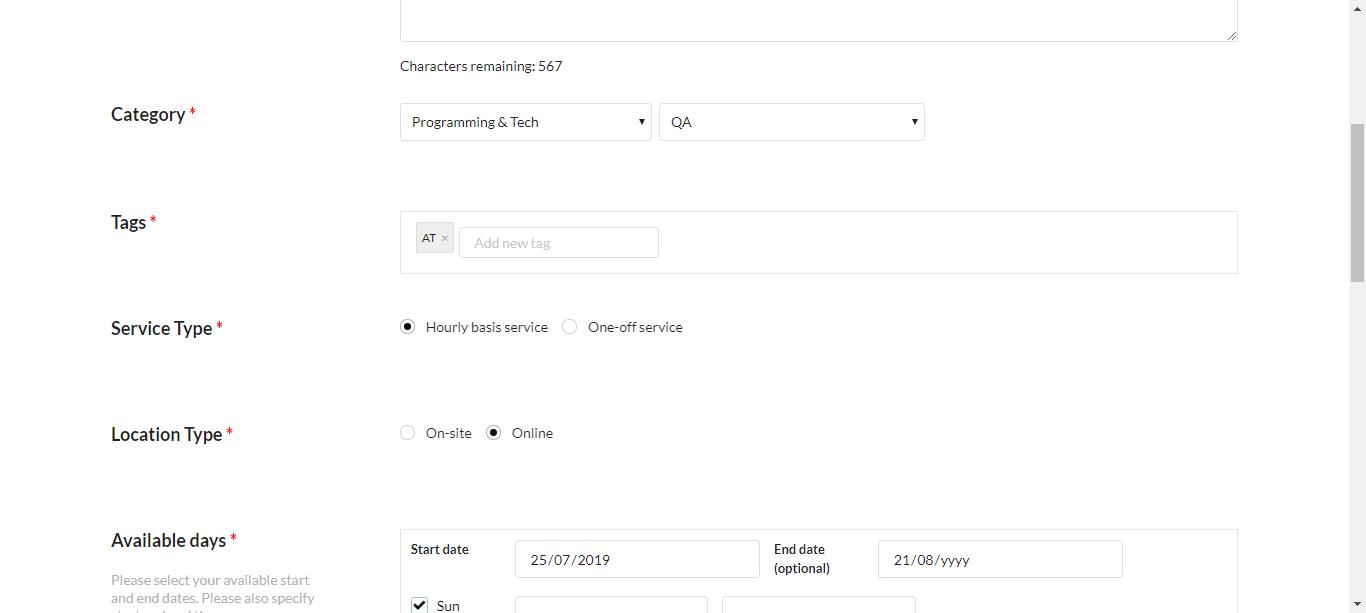 Characters remaining: 567
Category *
Programming & Tech
QA
Tags *
AT ×
Add new tag
Service Type *
Hourly basis service
One-off service
Location Type *
On-site
Online
Available days *
Please select your available start
and end dates. Please also specify
Start date
25/07/2019
End date
(optional)
21/08/yyyy
Sun